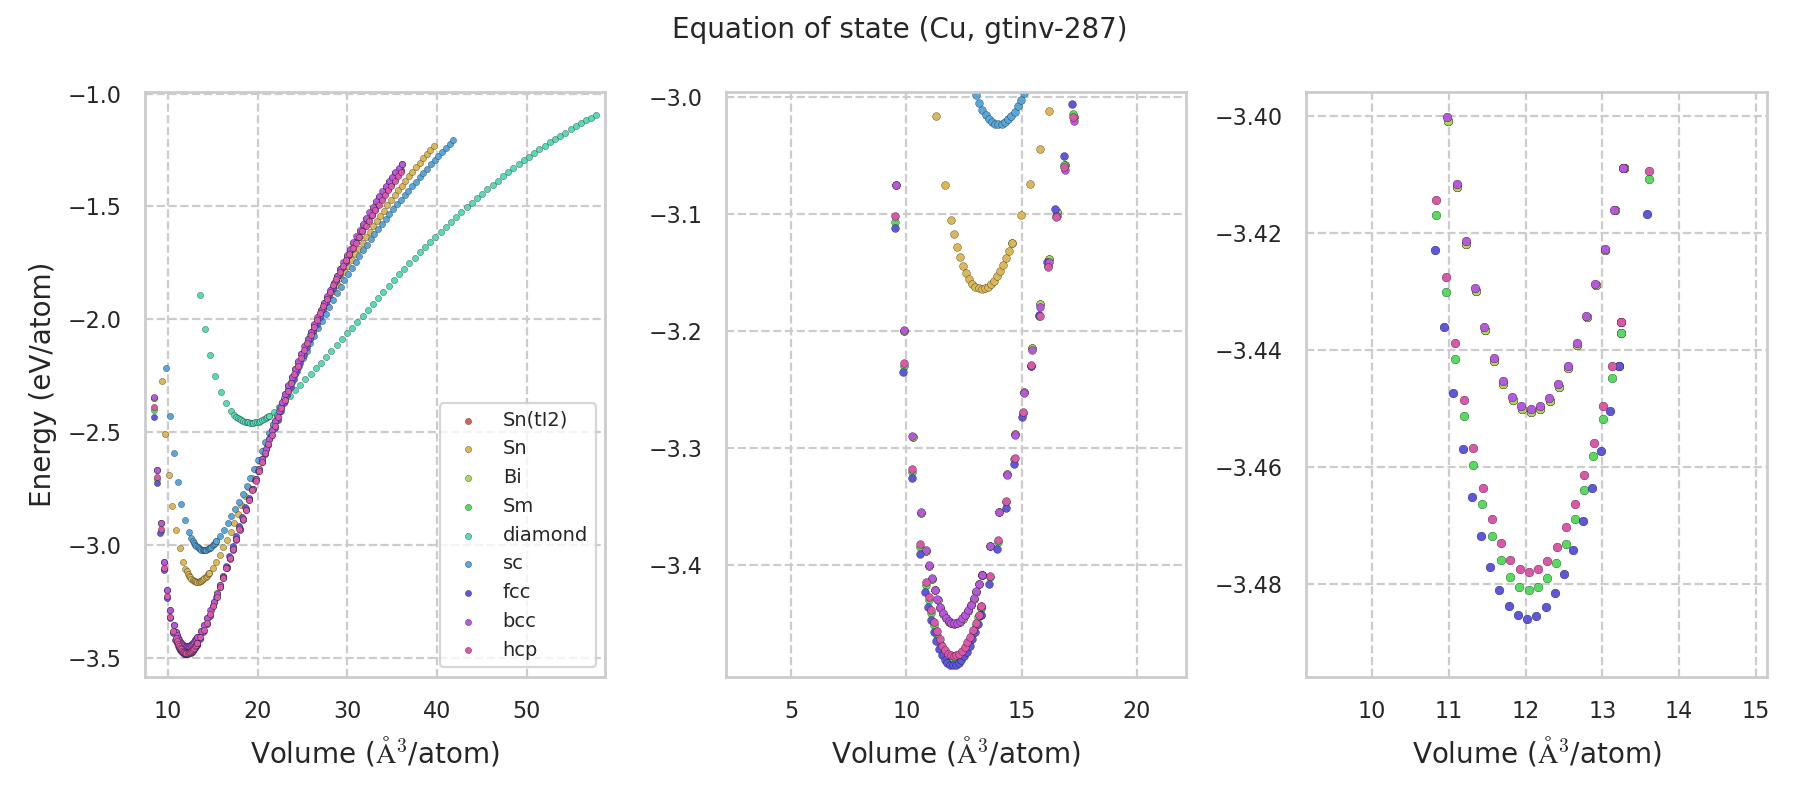 Equation of state (Cu, gtinv-287)
Energy (eV/atom)
−1.0
−1.5
−2.0
−2.5
−3.0
−3.5
10 20 30 40 50
Volume (Å³/atom)
Sn(tI2)
Sn
Bi
Sm
diamond
sc
fcc
bcc
hcp
−3.0
−3.1
−3.2
−3.3
−3.4
5 10 15 20
Volume (Å³/atom)
−3.40
−3.42
−3.44
−3.46
−3.48
10 11 12 13 14 15
Volume (Å³/atom)